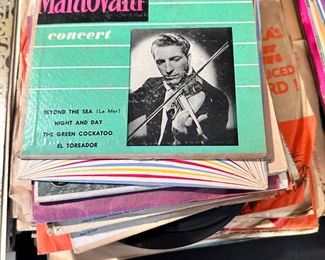 Mantovani
concert
BEYOND THE SEA (La Mer)
NIGHT AND DAY
THE GREEN COCKATOO
EL TOREADOR